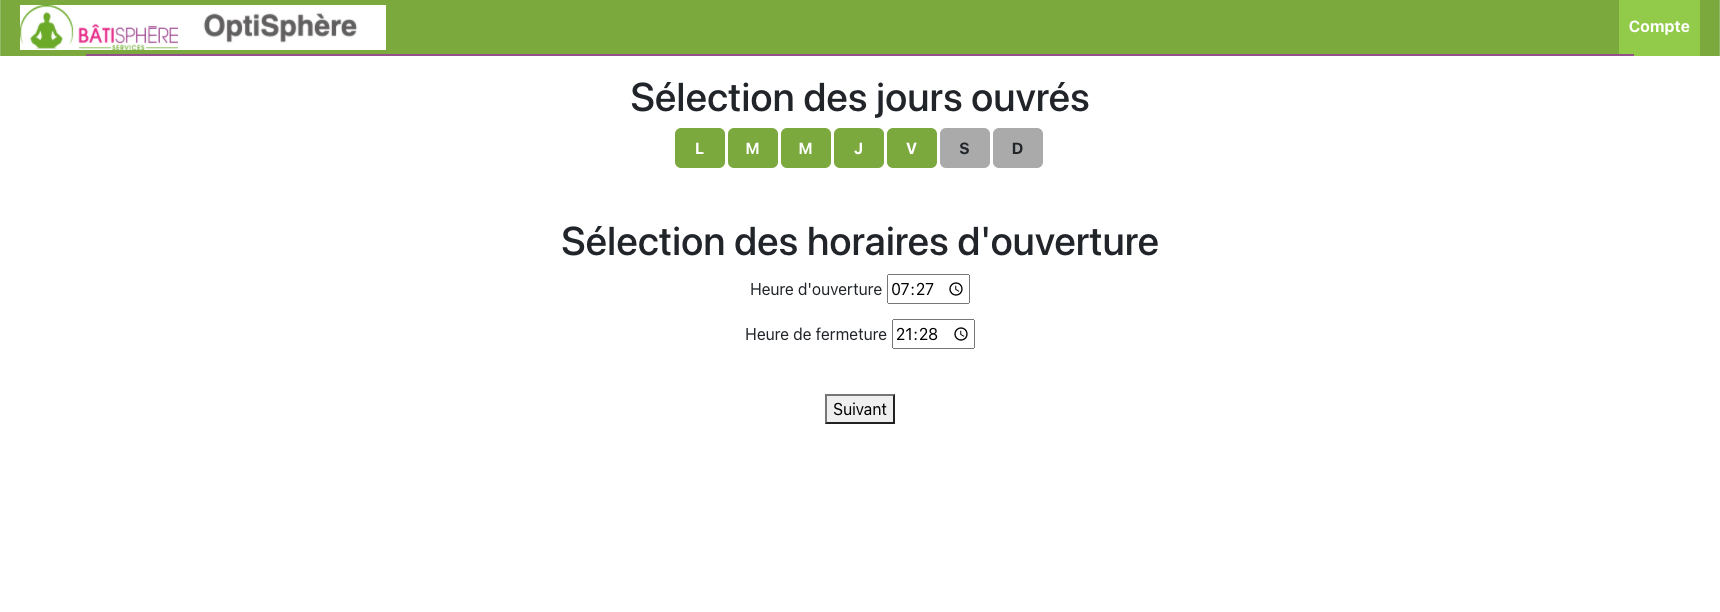 BÂTISPHÈRE
SERVICES
OptiSphère
Compte
Sélection des jours ouvrés
L M M J V S D
Sélection des horaires d'ouverture
Heure d'ouverture 07:27
Heure de fermeture 21:28
Suivant